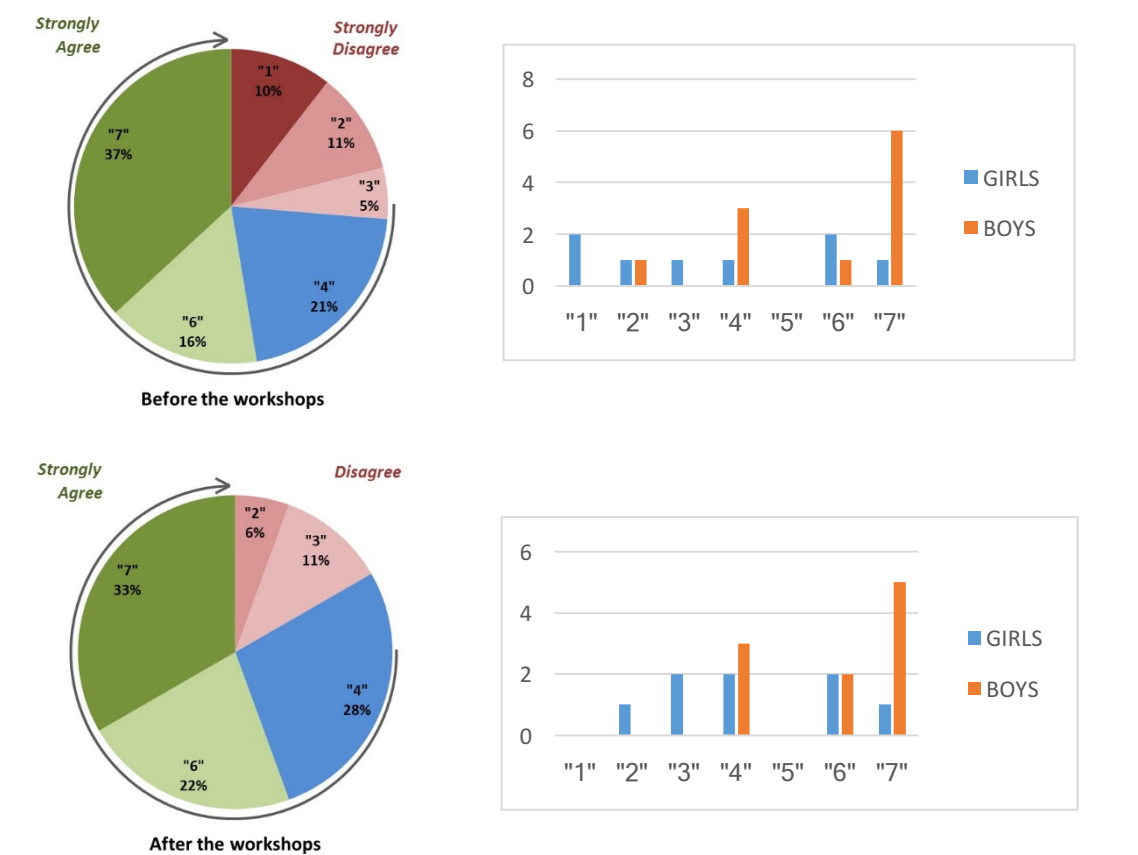 Strongly
Agree
Strongly
Disagree
"1"
10%
"2"
11%
"3"
5%
"4"
21%
"6"
16%
"7"
37%
Before the workshops
8
6
4
2
0
"1" "2" "3" "4" "5" "6" "7"
GIRLS
BOYS
Strongly
Agree
Disagree
"2"
6%
"3"
11%
"4"
28%
"6"
22%
"7"
33%
After the workshops
6
4
2
0
"1" "2" "3" "4" "5" "6" "7"
GIRLS
BOYS